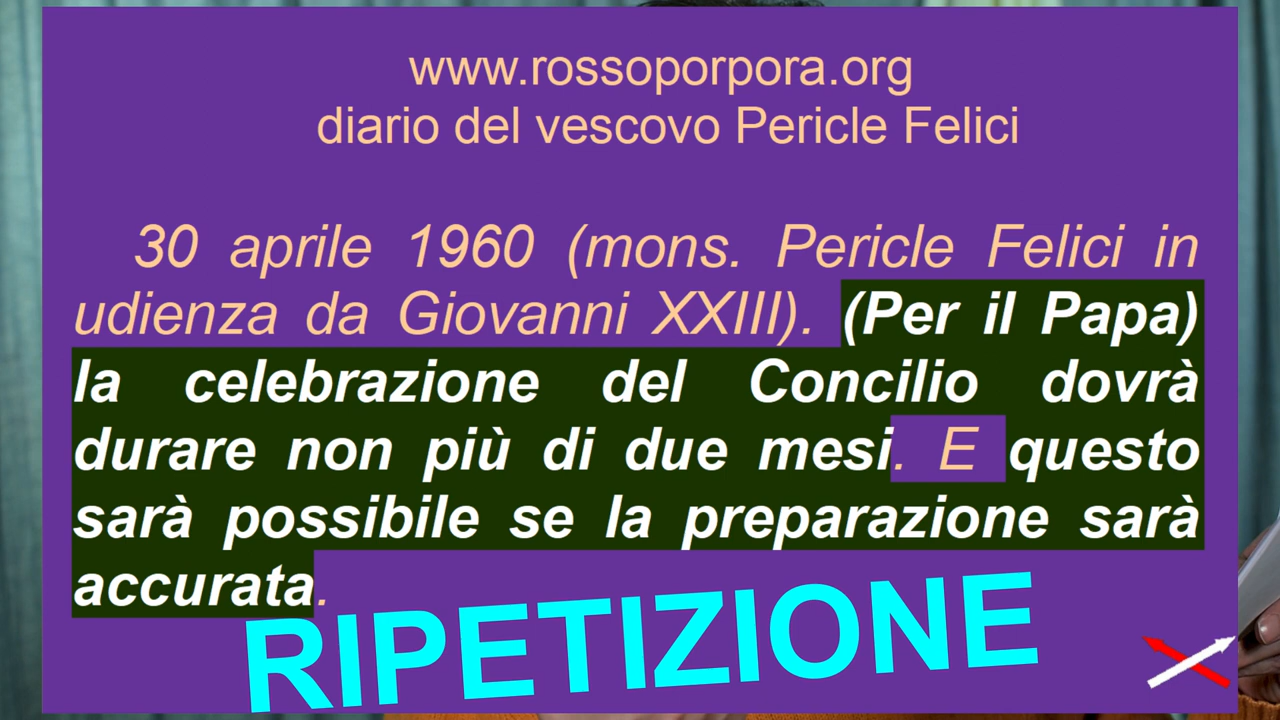 www.rossoporpora.org
diario del vescovo Pericle Felici
30 aprile 1960 (mons. Pericle Felici in
udienza da Giovanni XXIII). (Per il Papa)
la celebrazione del Concilio dovrà
durare non più di due mesi. E questo
sarà possibile se la preparazione sarà
accurata.
RIPETIZIONE